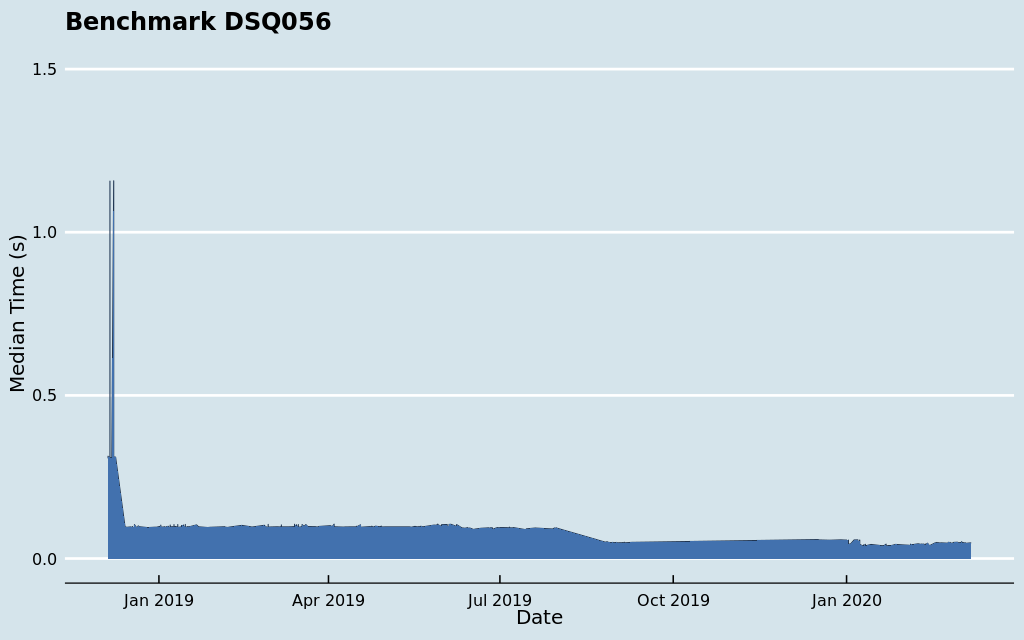 Benchmark DSQ056
1.5
1.0
0.5
0.0
Median Time (s)
Jan 2019
Apr 2019
Jul 2019
Oct 2019
Jan 2020
Date